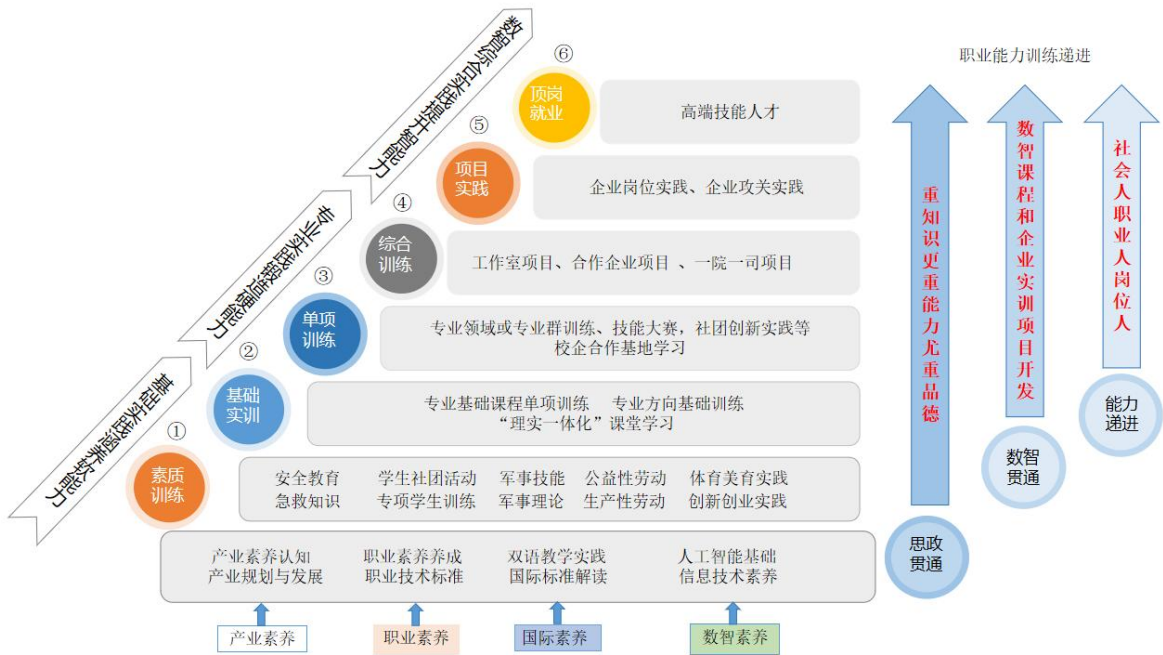 职业能力训练递进
数智综合实践提升智能力
专业实践锻造硬能力
基础实践涵养软能力
⑥
顶岗
就业
高端技能人才
⑤
项目
实践
企业岗位实践、企业攻关实践
④
综合
训练
工作室项目、合作企业项目 、一院一司项目
③
单项
训练
专业领域或专业群训练、技能大赛，社团创新实践等
校企合作基地学习
②
基础
实训
专业基础课程单项训练 专业方向基础训练
“理实一体化”课堂学习
①
素质
训练
安全教育 学生社团活动 军事技能 公益性劳动 体育美育实践
急救知识 专项学生训练 军事理论 生产性劳动 创新创业实践
产业素养认知 职业素养养成 双语教学实践 人工智能基础
产业规划与发展 职业技术标准 国际标准解读 信息技术素养
产业素养 职业素养 国际素养 数智素养
重知识更重能力尤重品德
思政
贯通
数智课程和企业实训项目开发
数智
贯通
社会人职业人岗位人
能力
递进